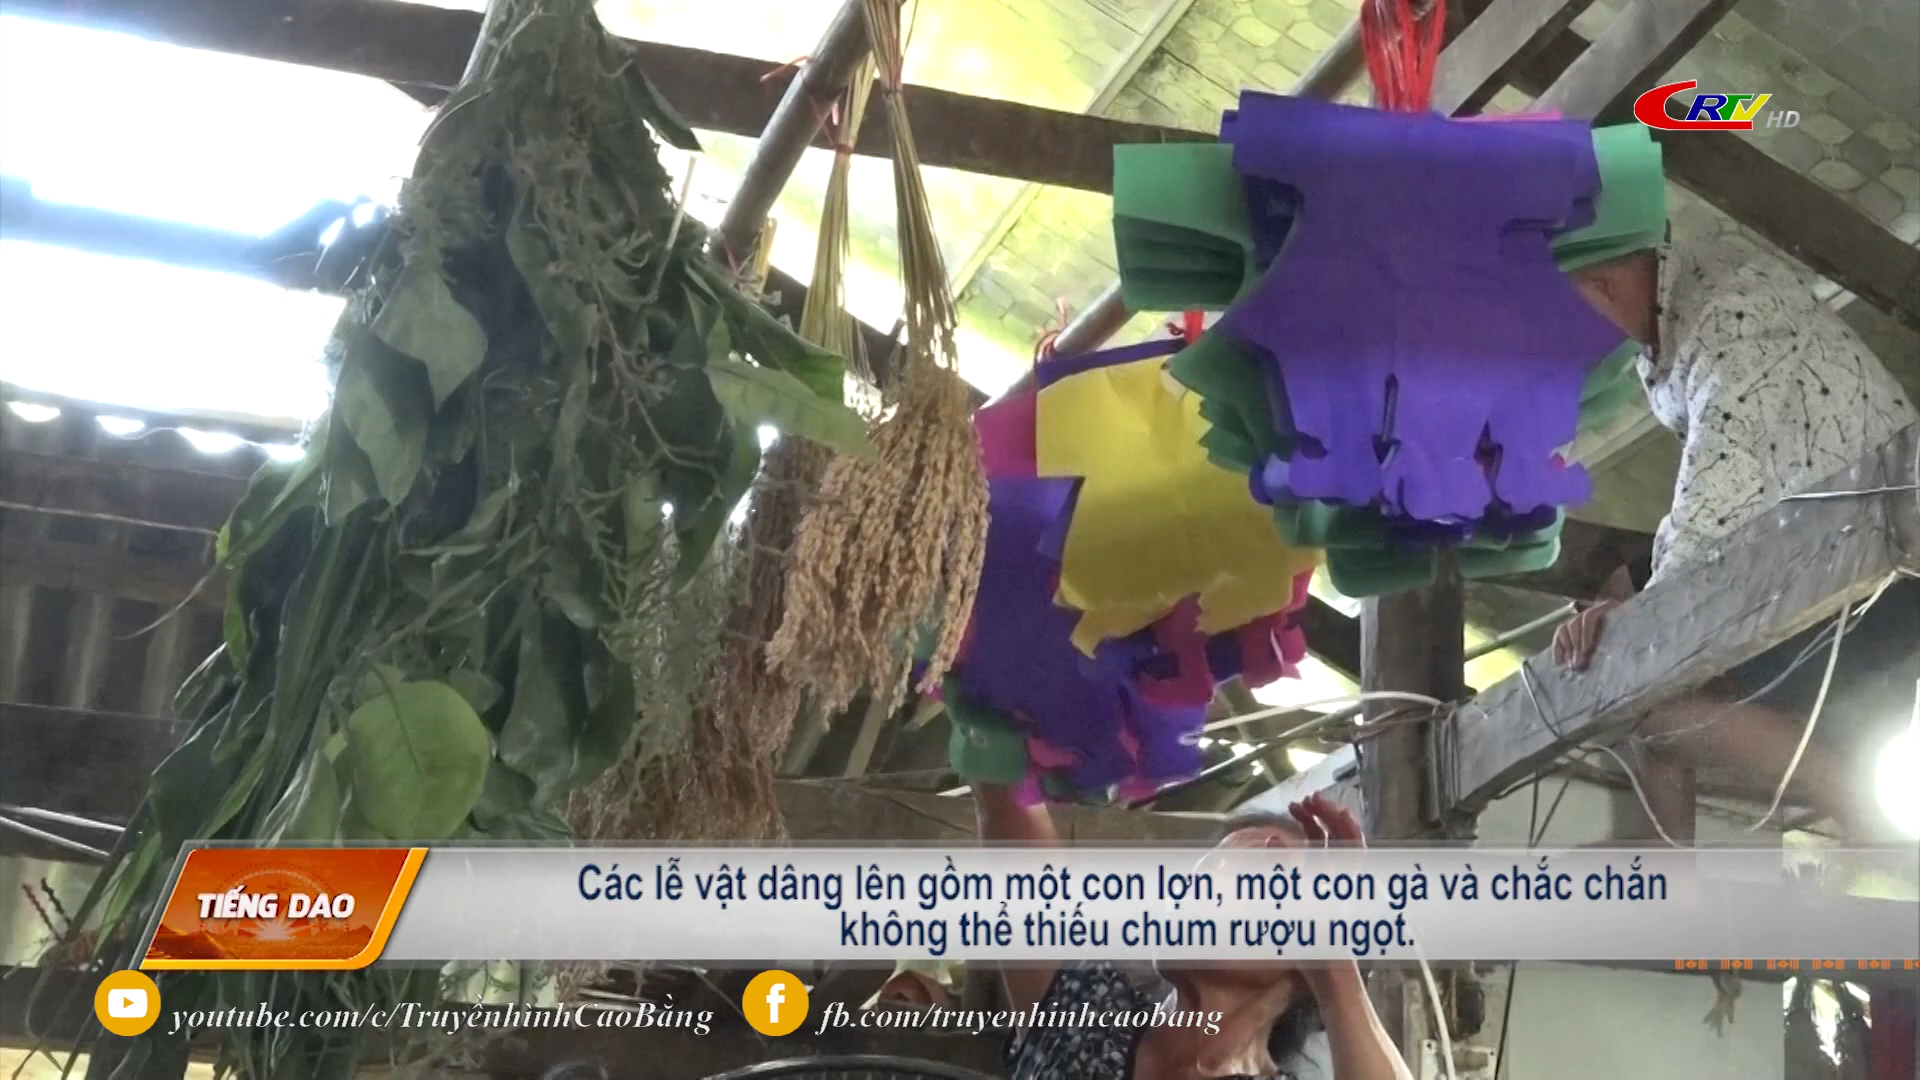 CRTV HD
TIẾNG DAO
Các lễ vật dâng lên gồm một con lợn, một con gà và chắc chắn
không thể thiếu chum rượu ngọt.
youtube.com/c/TruyềnhìnhCaoBằng
fb.com/truyenhinhcaobang